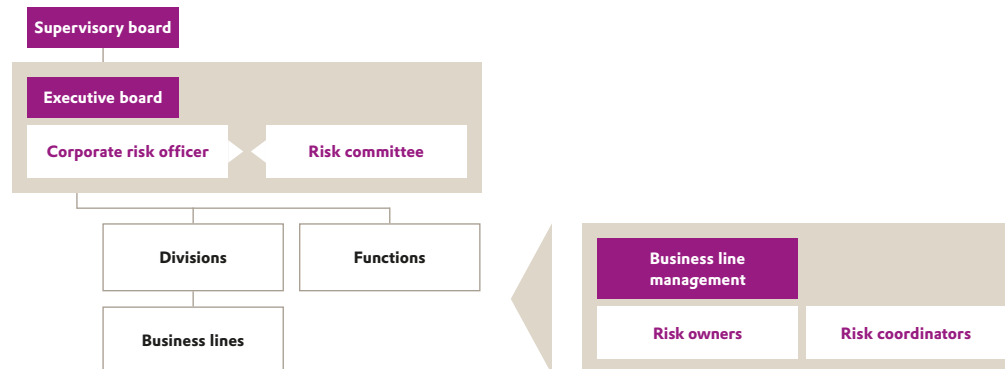 Supervisory board
Executive board
Corporate risk officer
Risk committee
Divisions
Functions
Business line
management
Business lines
Risk owners
Risk coordinators